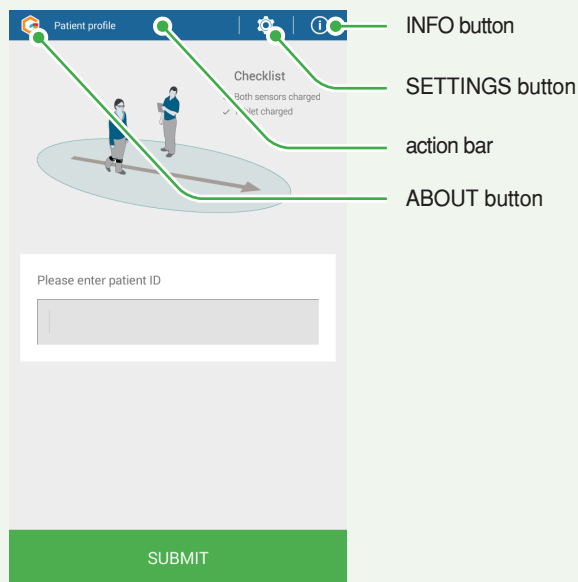 Patient profile
INFO button
SETTINGS button
Checklist
Both sensors charged
charged
action bar
ABOUT button
Please enter patient ID
SUBMIT